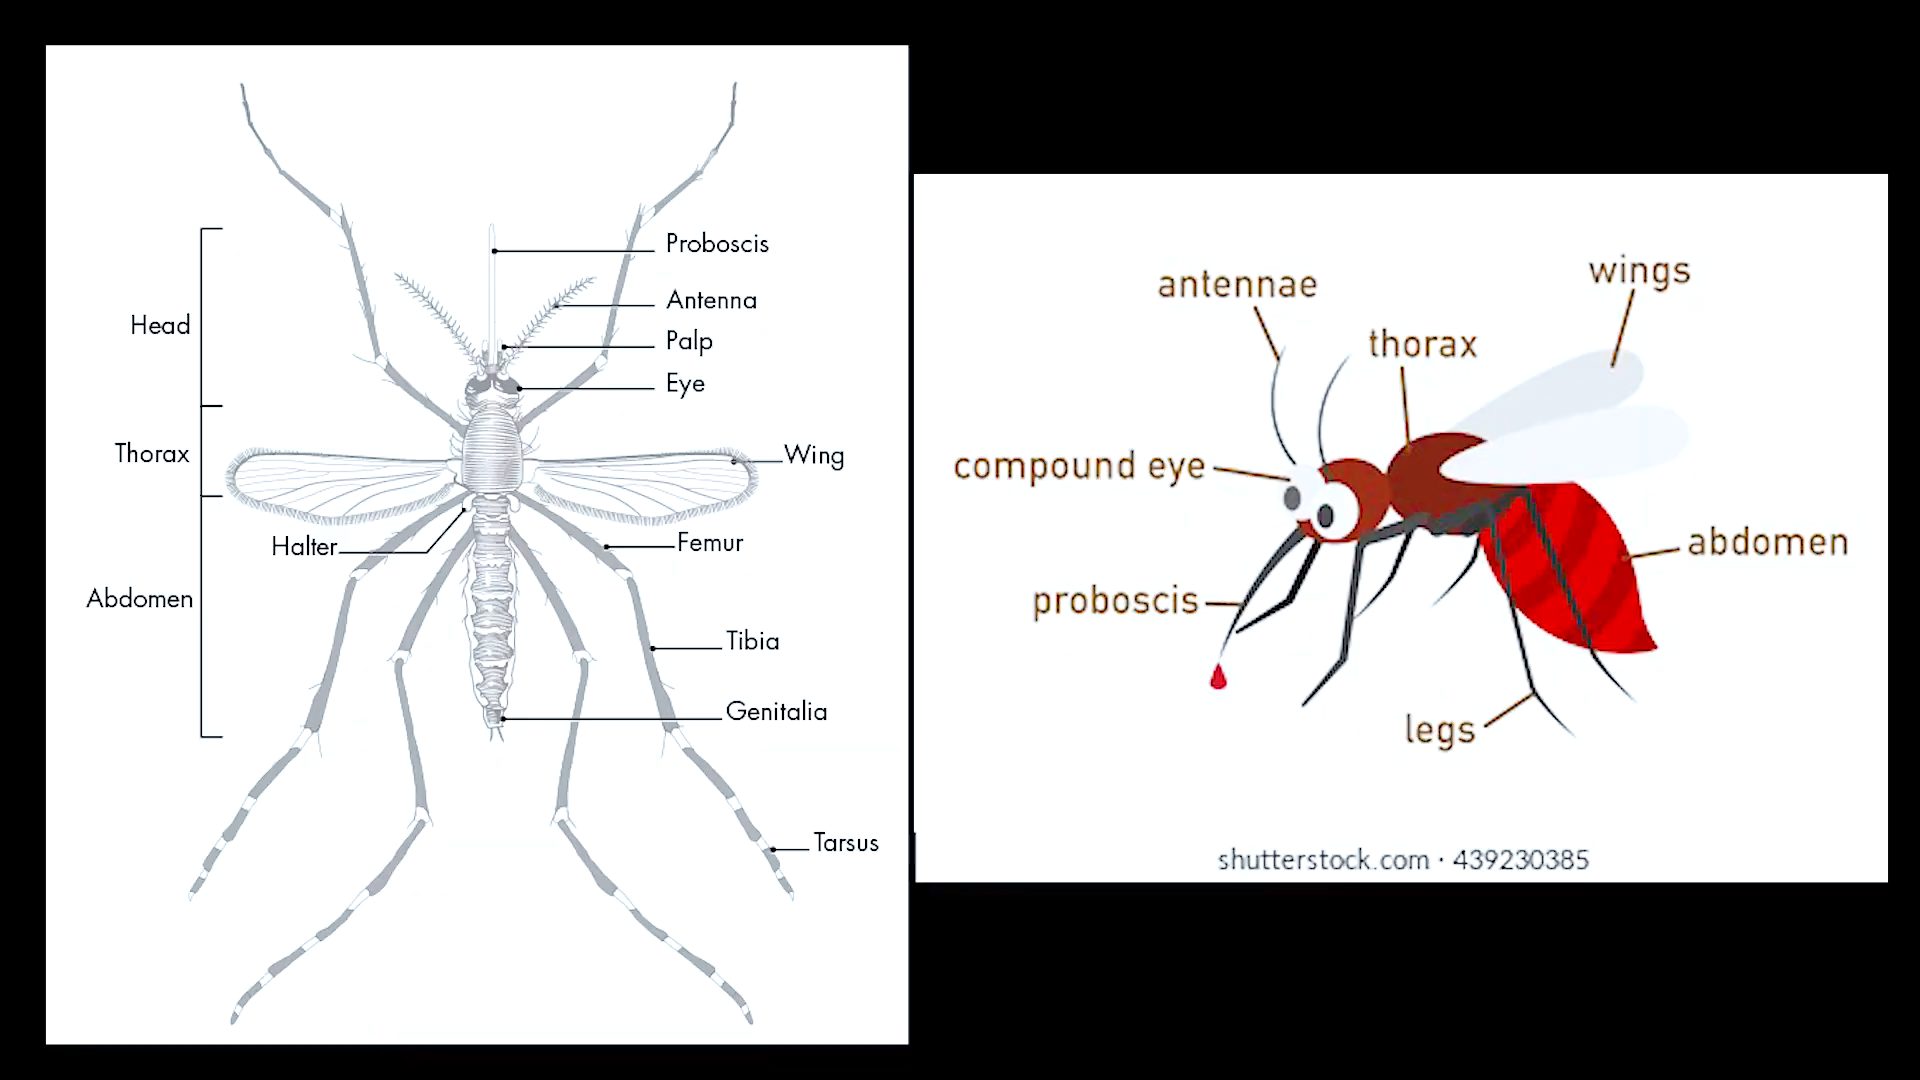 Proboscis
Antenna
Head
Palp
Eye
Thorax
Wing
Halter
Femur
Abdomen
Tibia
Genitalia
Tarsus
wings
antennae
thorax
compound eye
abdomen
proboscis
legs
shutterstock.com · 439230385